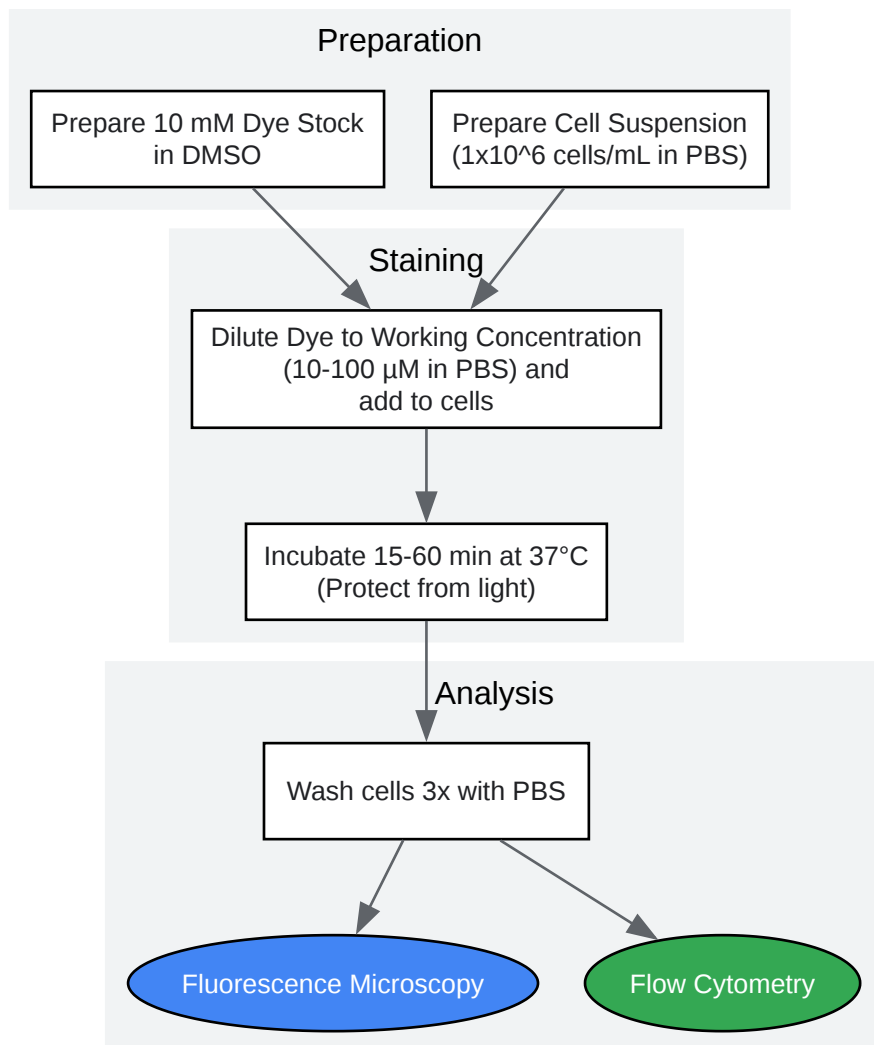 Preparation
Prepare 10 mM Dye Stock
in DMSO
Prepare Cell Suspension
(1x10^6 cells/mL in PBS)
Staining
Dilute Dye to Working Concentration
(10-100 µM in PBS) and
add to cells
Incubate 15-60 min at 37°C
(Protect from light)
Analysis
Wash cells 3x with PBS
Fluorescence Microscopy
Flow Cytometry